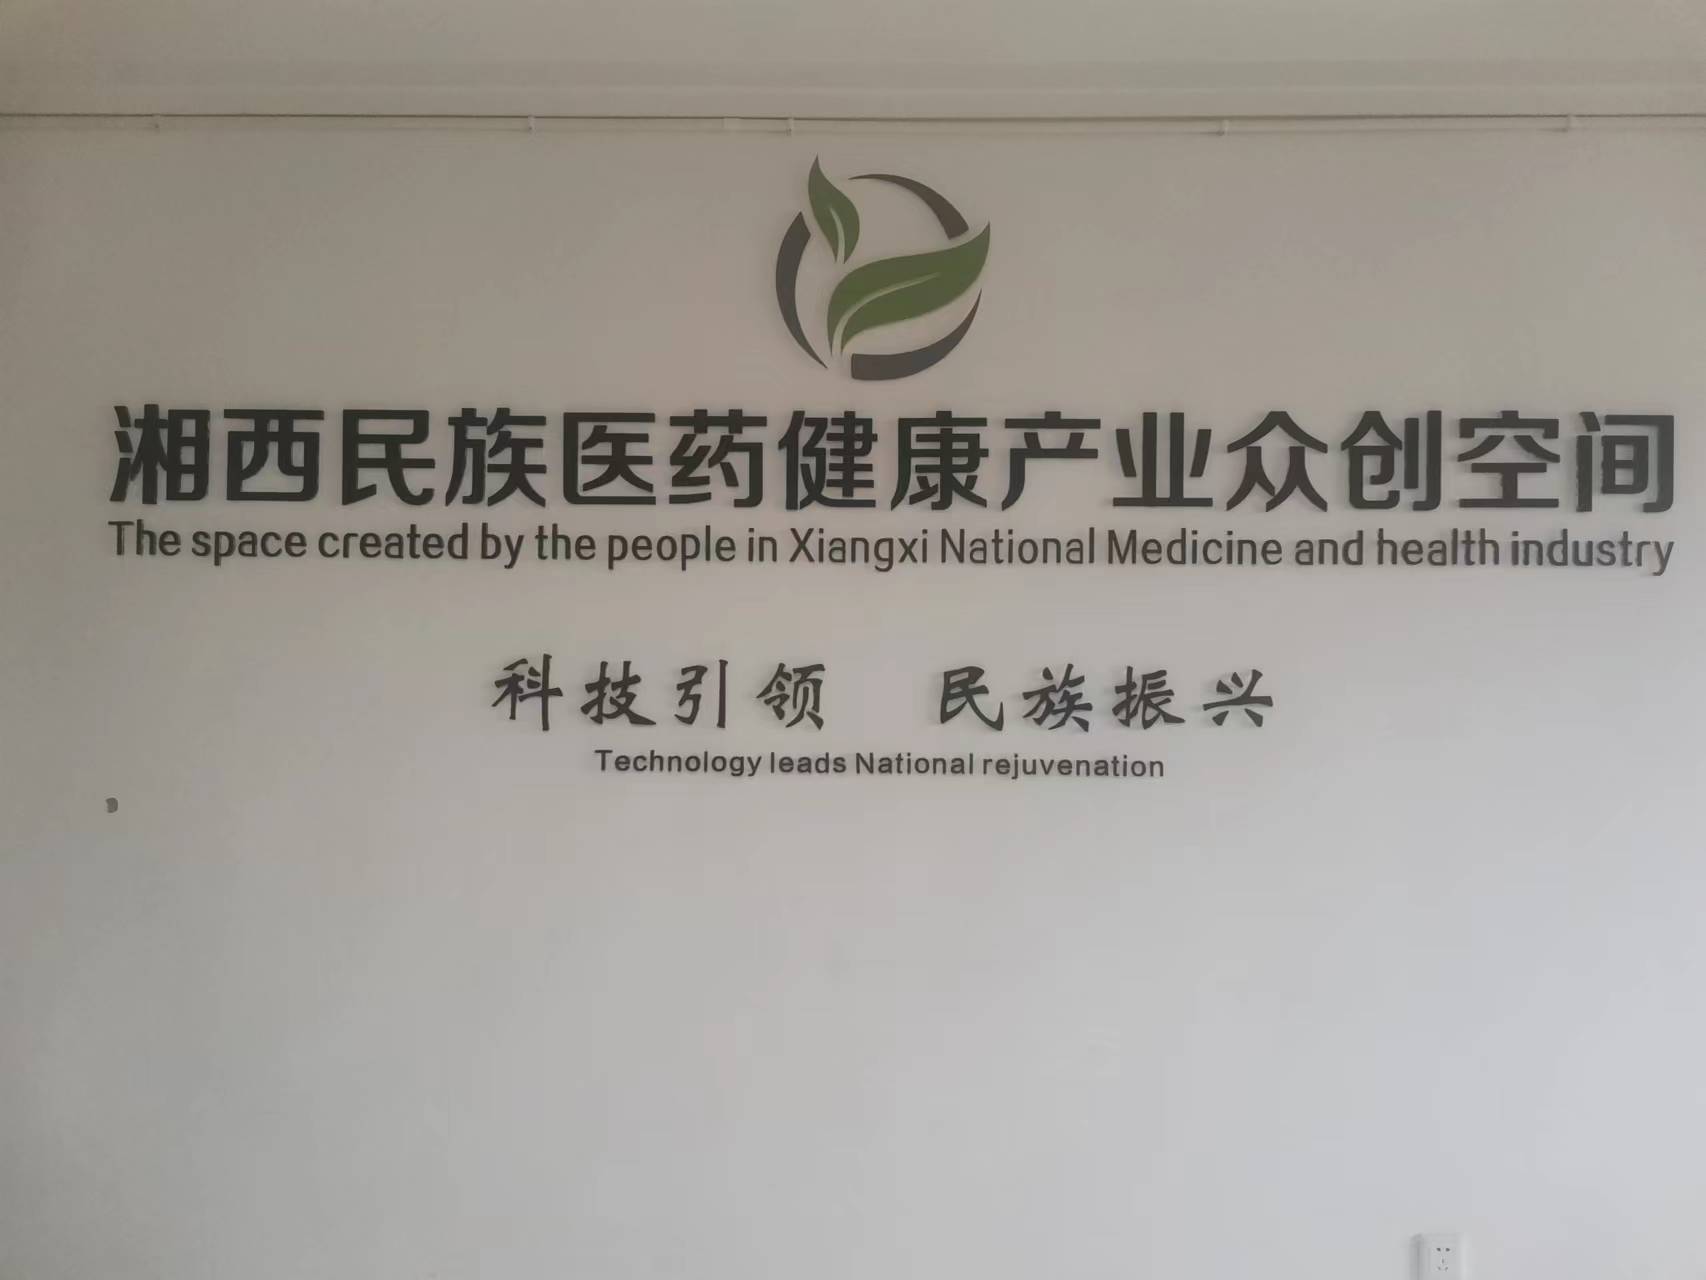 湘西民族医药健康产业众创空间
The space created by the people in Xiangxi National Medicine and health industry
科技引领 民族振兴
Technology leads National rejuvenation